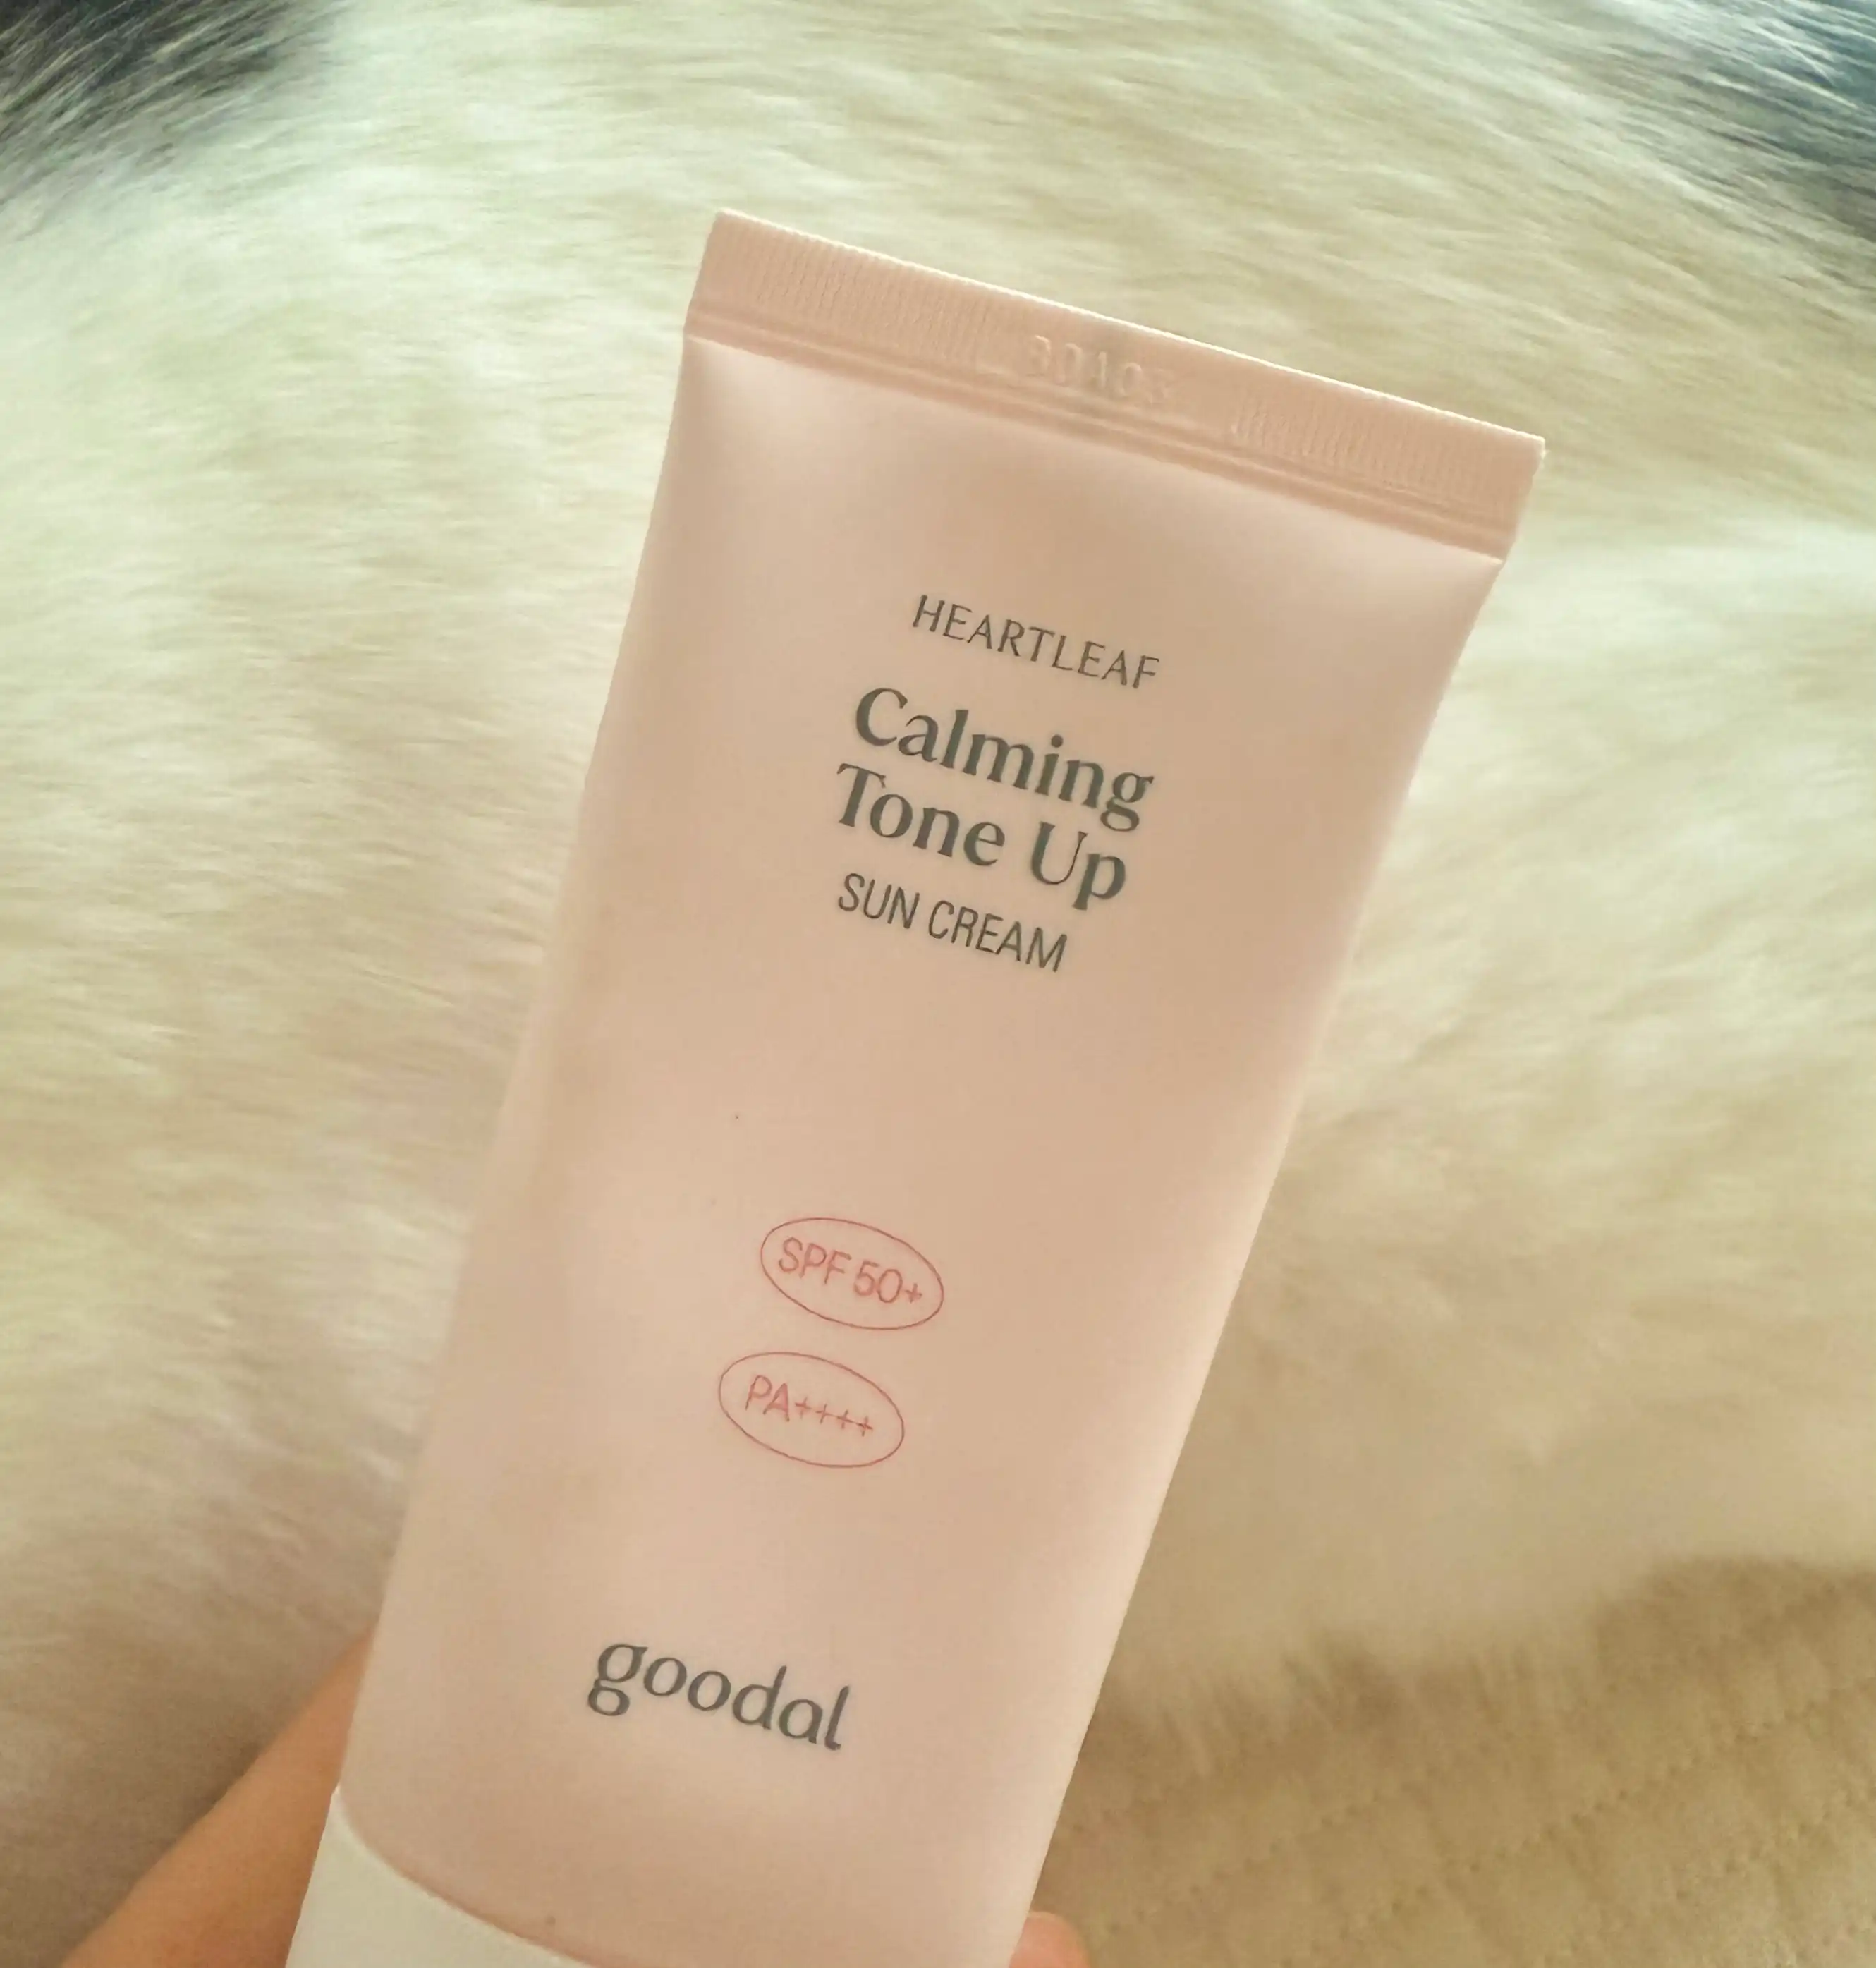 HEARTLEAF
Calming
Tone Up
SUN CREAM
SPF 50+
PA++++
goodal